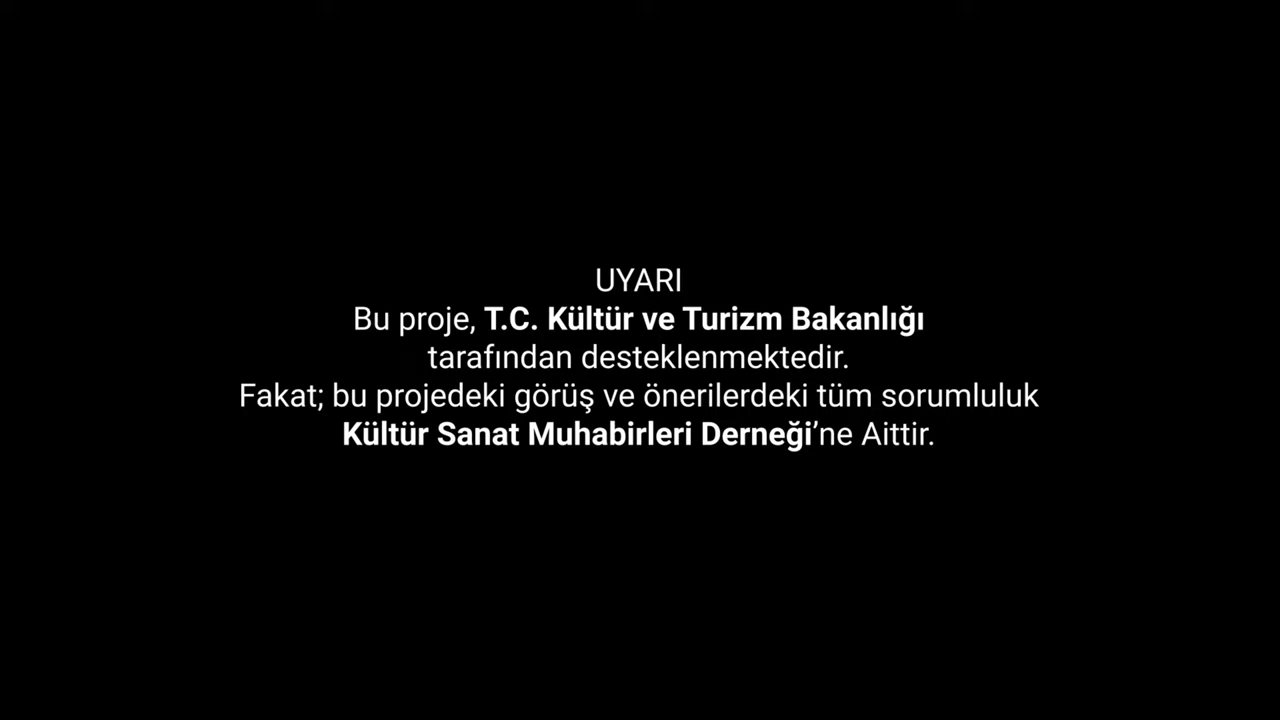 UYARI
Bu proje, T.C. Kültür ve Turizm Bakanlığı
tarafından desteklenmektedir.
Fakat; bu projedeki görüş ve önerilerdeki tüm sorumluluk
Kültür Sanat Muhabirleri Derneği’ne Aittir.